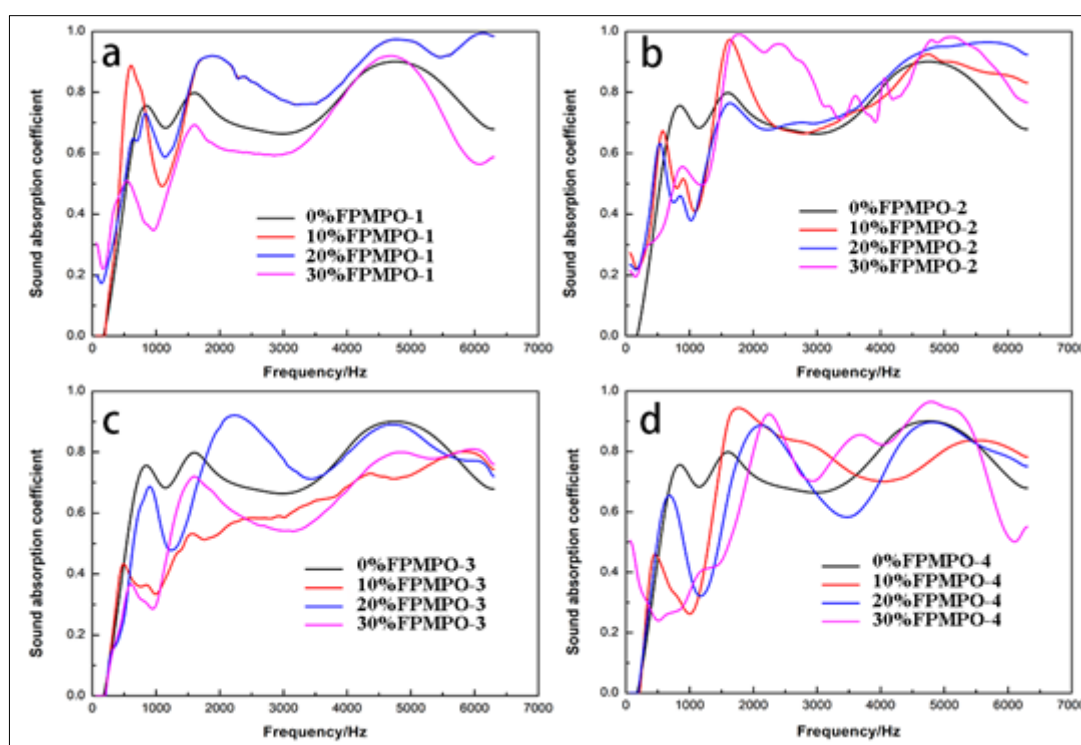 a
Sound absorption coefficient
1.0
0.8
0.6
0.4
0.2
0.0
0%FPMPO-1
10%FPMPO-1
20%FPMPO-1
30%FPMPO-1
0 1000 2000 3000 4000 5000 6000 7000
Frequency/Hz
b
Sound absorption coefficient
1.0
0.8
0.6
0.4
0.2
0.0
0%FPMPO-2
10%FPMPO-2
20%FPMPO-2
30%FPMPO-2
0 1000 2000 3000 4000 5000 6000 7000
Frequency/Hz
c
Sound absorption coefficient
1.0
0.8
0.6
0.4
0.2
0.0
0%FPMPO-3
10%FPMPO-3
20%FPMPO-3
30%FPMPO-3
0 1000 2000 3000 4000 5000 6000 7000
Frequency/Hz
d
Sound absorption coefficient
1.0
0.8
0.6
0.4
0.2
0.0
0%FPMPO-4
10%FPMPO-4
20%FPMPO-4
30%FPMPO-4
0 1000 2000 3000 4000 5000 6000 7000
Frequency/Hz